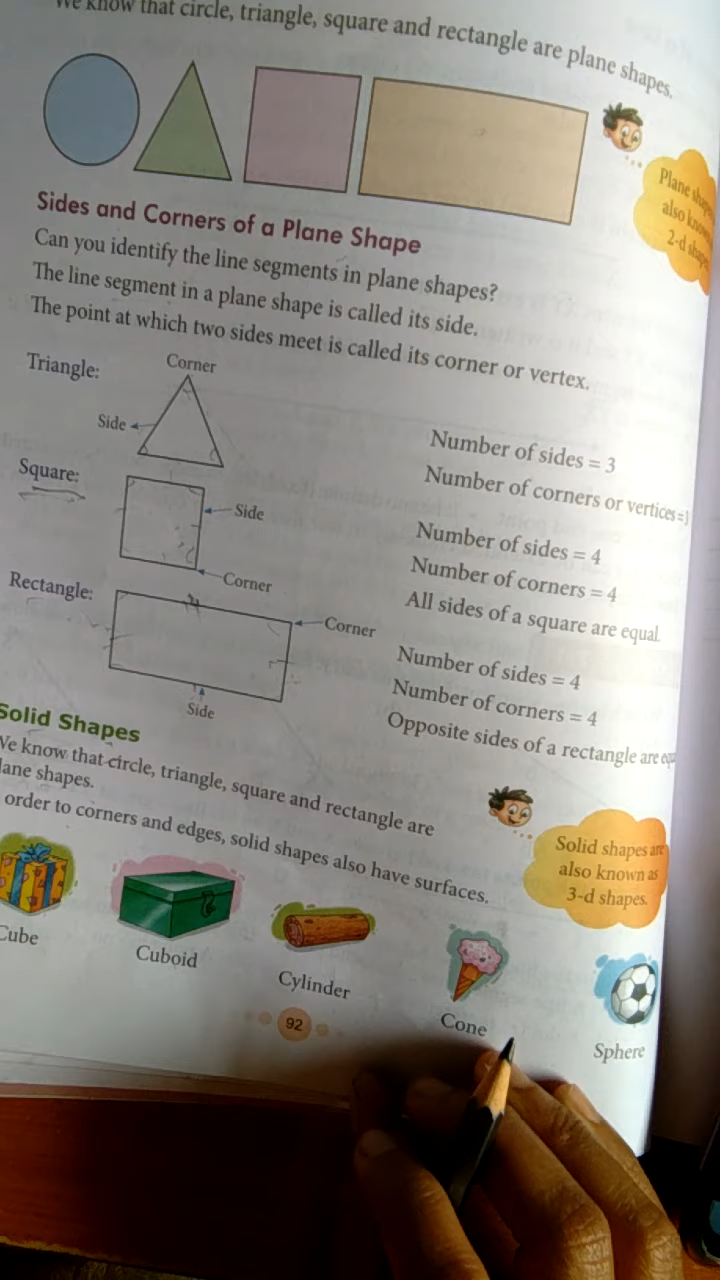 We know that circle, triangle, square and rectangle are plane shapes.
Plane shapes
also known
2-d shapes
Sides and Corners of a Plane Shape
Can you identify the line segments in plane shapes?
The line segment in a plane shape is called its side.
The point at which two sides meet is called its corner or vertex.
Triangle:
Corner
Side
Number of sides = 3
Number of corners or vertices =
Square:
Side
Corner
Number of sides = 4
Number of corners = 4
All sides of a square are equal.
Rectangle:
Corner
Side
Number of sides = 4
Number of corners = 4
Opposite sides of a rectangle are equ
Solid Shapes
We know that circle, triangle, square and rectangle are
lane shapes.
order to corners and edges, solid shapes also have surfaces.
Solid shapes are
also known as
3-d shapes.
Cube
Cuboid
Cylinder
Cone
Sphere
92